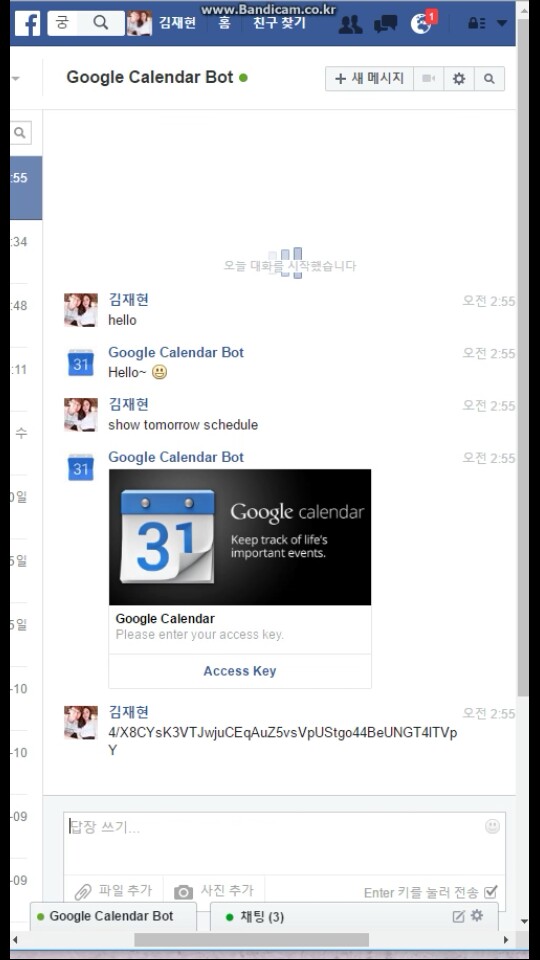 www.Bandicam.co.kr
f 궁 김재현 홈 친구 찾기 1
Google Calendar Bot + 새 메시지
:55
:34
오늘 대화를 시작했습니다
김재현 오전 2:55
:48
hello
Google Calendar Bot 오전 2:55
31
:11
Hello~
김재현 오전 2:55
수
show tomorrow schedule
Google Calendar Bot 오전 2:55
31
0일
31
Google calendar
Keep track of life's
important events.
5일
Google Calendar
5일
Please enter your access key.
Access Key
-10
김재현 오전 2:55
4/X8CYsK3VTJwjuCEqAuZ5vsVpUStgo44BeUNGT4lTVp
Y
-10
-09
답장 쓰기...
-09
파일 추가 사진 추가 Enter 키를 눌러 전송
Google Calendar Bot 채팅 (3)